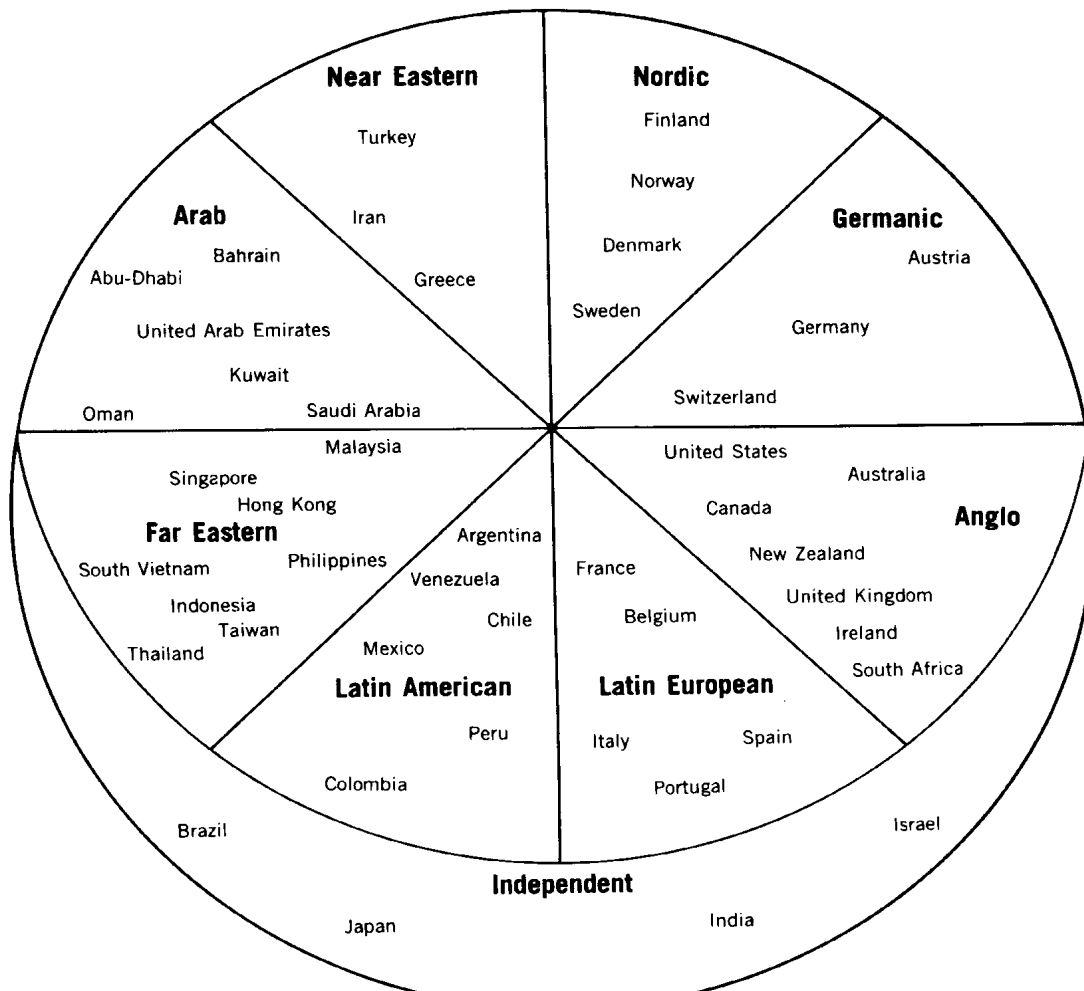 Near Eastern
Turkey
Iran
Greece
Nordic
Finland
Norway
Denmark
Sweden
Germanic
Austria
Germany
Switzerland
Arab
Bahrain
Abu-Dhabi
United Arab Emirates
Kuwait
Oman
Saudi Arabia
Malaysia
Singapore
Hong Kong
Far Eastern
Philippines
South Vietnam
Indonesia
Taiwan
Thailand
Argentina
Venezuela
Chile
Mexico
Latin American
Peru
Colombia
France
Belgium
Latin European
Italy
Spain
Portugal
United States
Australia
Canada
Anglo
New Zealand
United Kingdom
Ireland
South Africa
Brazil
Israel
Independent
Japan
India